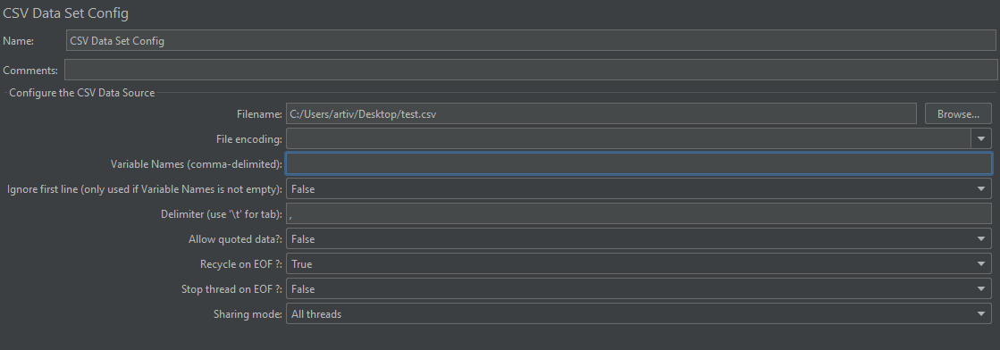 CSV Data Set Config
Name: CSV Data Set Config
Comments:
Configure the CSV Data Source
Filename: C:/Users/artiv/Desktop/test.csv Browse...
File encoding:
Variable Names (comma-delimited):
Ignore first line (only used if Variable Names is not empty): False
Delimiter (use '\t' for tab): ,
Allow quoted data?: False
Recycle on EOF ?: True
Stop thread on EOF ?: False
Sharing mode: All threads